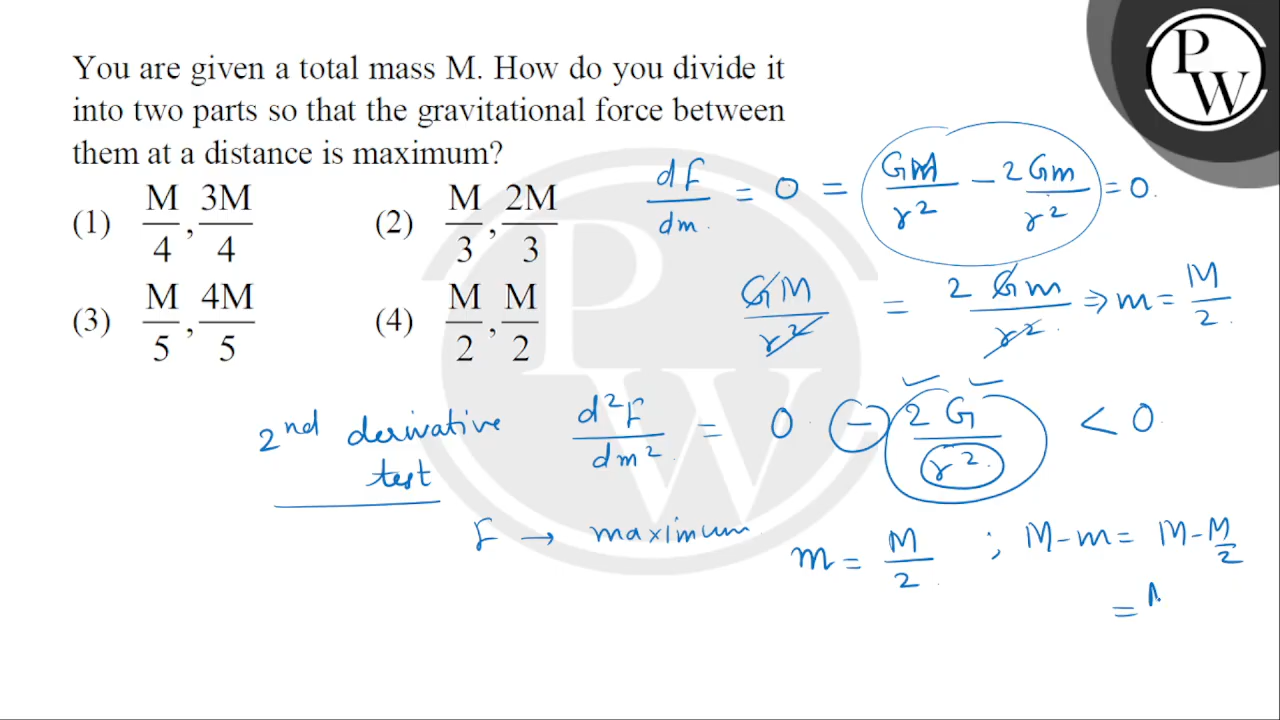 You are given a total mass M. How do you divide it
into two parts so that the gravitational force between
them at a distance is maximum?
(1) M/4, 3M/4 (2) M/3, 2M/3
(3) M/5, 4M/5 (4) M/2, M/2
dF/dm = 0 = GM/r² - 2Gm/r² = 0.
GM/r² = 2Gm/r² ⇒ m = M/2.
2nd derivative test
d²F/dm² = 0 - 2G/r² < 0
F → maximum
m = M/2 ; M - m = M - M/2
=
PW
PW